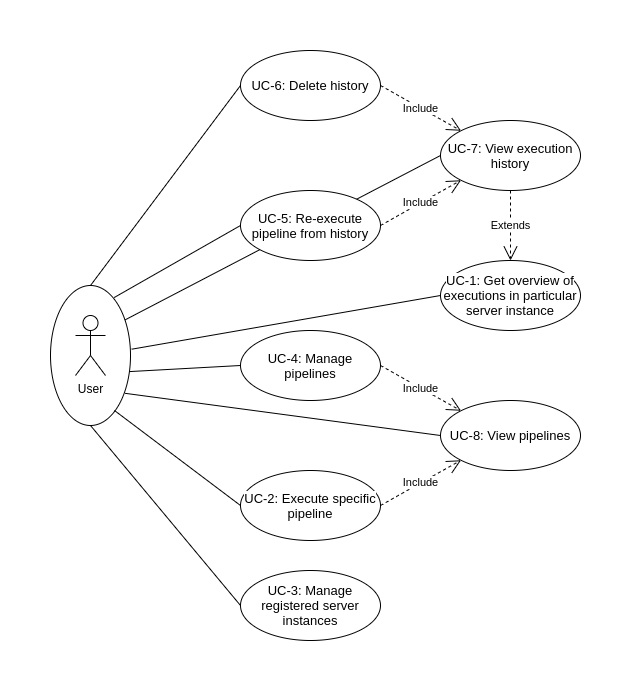 UC-6: Delete history
Include
UC-7: View execution
history
UC-5: Re-execute
pipeline from history
Include
Extends
UC-1: Get overview of
executions in particular
server instance
User
UC-4: Manage
pipelines
Include
UC-8: View pipelines
Include
UC-2: Execute specific
pipeline
UC-3: Manage
registered server
instances